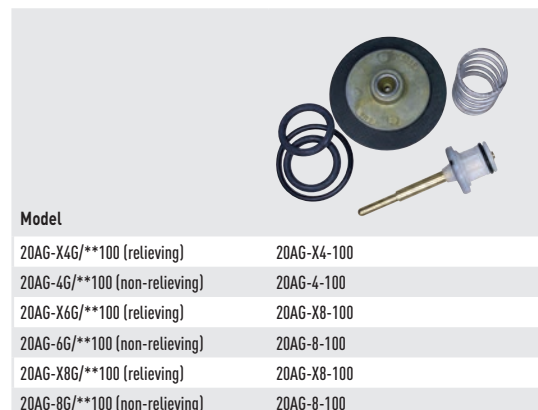 Model
20AG-X4G/**100 (relieving) 20AG-X4-100
20AG-4G/**100 (non-relieving) 20AG-4-100
20AG-X6G/**100 (relieving) 20AG-X8-100
20AG-6G/**100 (non-relieving) 20AG-8-100
20AG-X8G/**100 (relieving) 20AG-X8-100
20AG-8G/**100 (non-relieving) 20AG-8-100